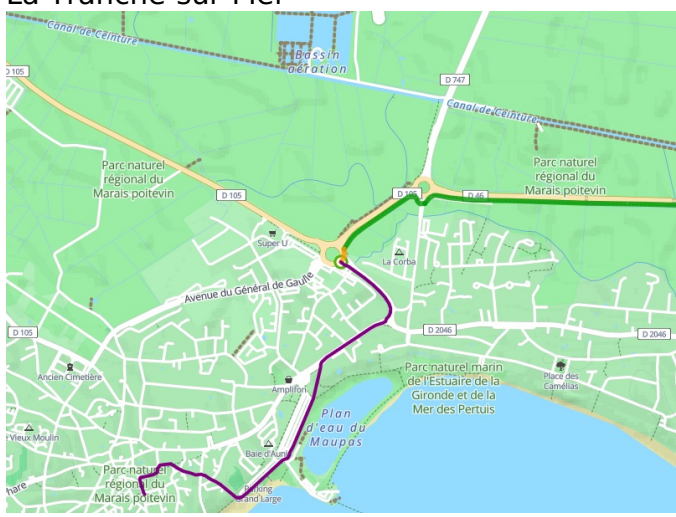 Canal de Ceinture
Bassin
aération
D 105
D 747
Canal de Ceinture
Parc naturel
régional du
Marais poitevin
Parc naturel
régional du
Marais poitevin
D 105
D 105
D 46
Super U
La Corba
Avenue du Général de Gaulle
D 105
D 2046
D 2046
Ancien Cimetière
Amplifon
Parc naturel marin
de l'Estuaire de la
Gironde et de la
Mer des Pertuis
Place des
Camélias
Plan
d'eau du
Maupas
Vieux Moulin
Baie d'Aunis
Parc naturel
régional du
Marais poitevin
Parking
Grand Large